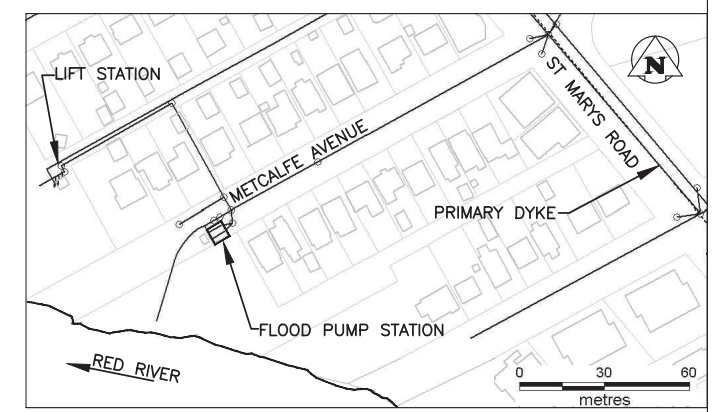 LIFT STATION
N
ST MARYS ROAD
METCALFE AVENUE
PRIMARY DYKE
FLOOD PUMP STATION
RED RIVER
0 30 60
metres